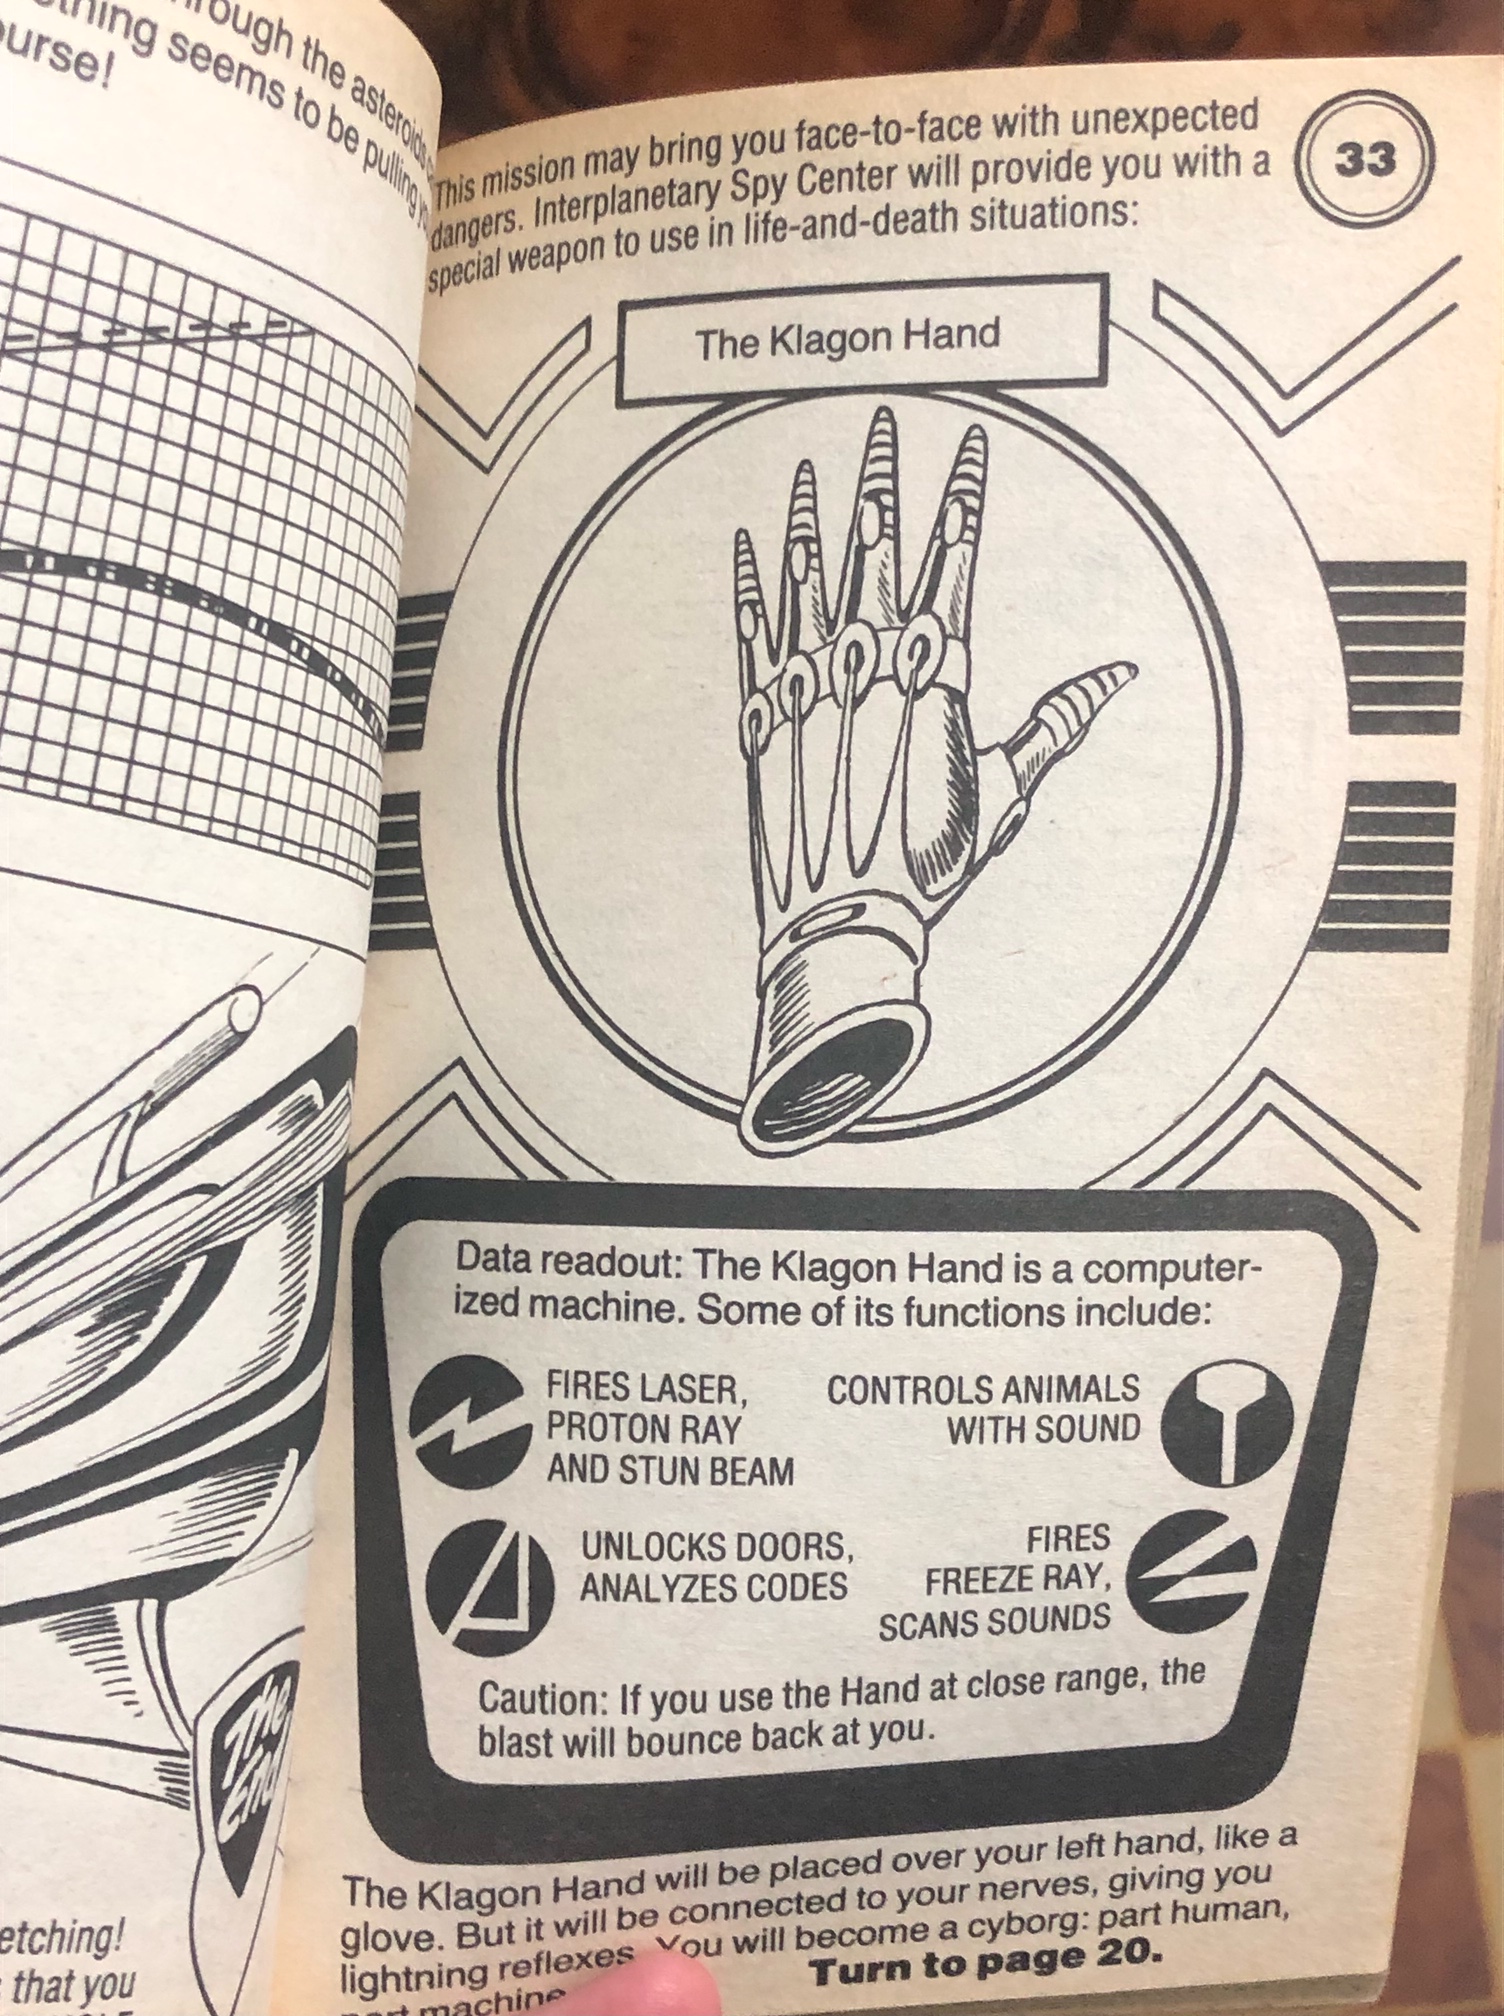 rough the asteroids
thing seems to be pulling
ourse!
The
End
etching!
that you
33
This mission may bring you face-to-face with unexpected
dangers. Interplanetary Spy Center will provide you with a
special weapon to use in life-and-death situations:
The Klagon Hand
Data readout: The Klagon Hand is a computer-
ized machine. Some of its functions include:
FIRES LASER,
PROTON RAY
AND STUN BEAM
CONTROLS ANIMALS
WITH SOUND
UNLOCKS DOORS,
ANALYZES CODES
FIRES
FREEZE RAY,
SCANS SOUNDS
Caution: If you use the Hand at close range, the
blast will bounce back at you.
The Klagon Hand will be placed over your left hand, like a
glove. But it will be connected to your nerves, giving you
lightning reflexes. You will become a cyborg: part human,
part machine
Turn to page 20.